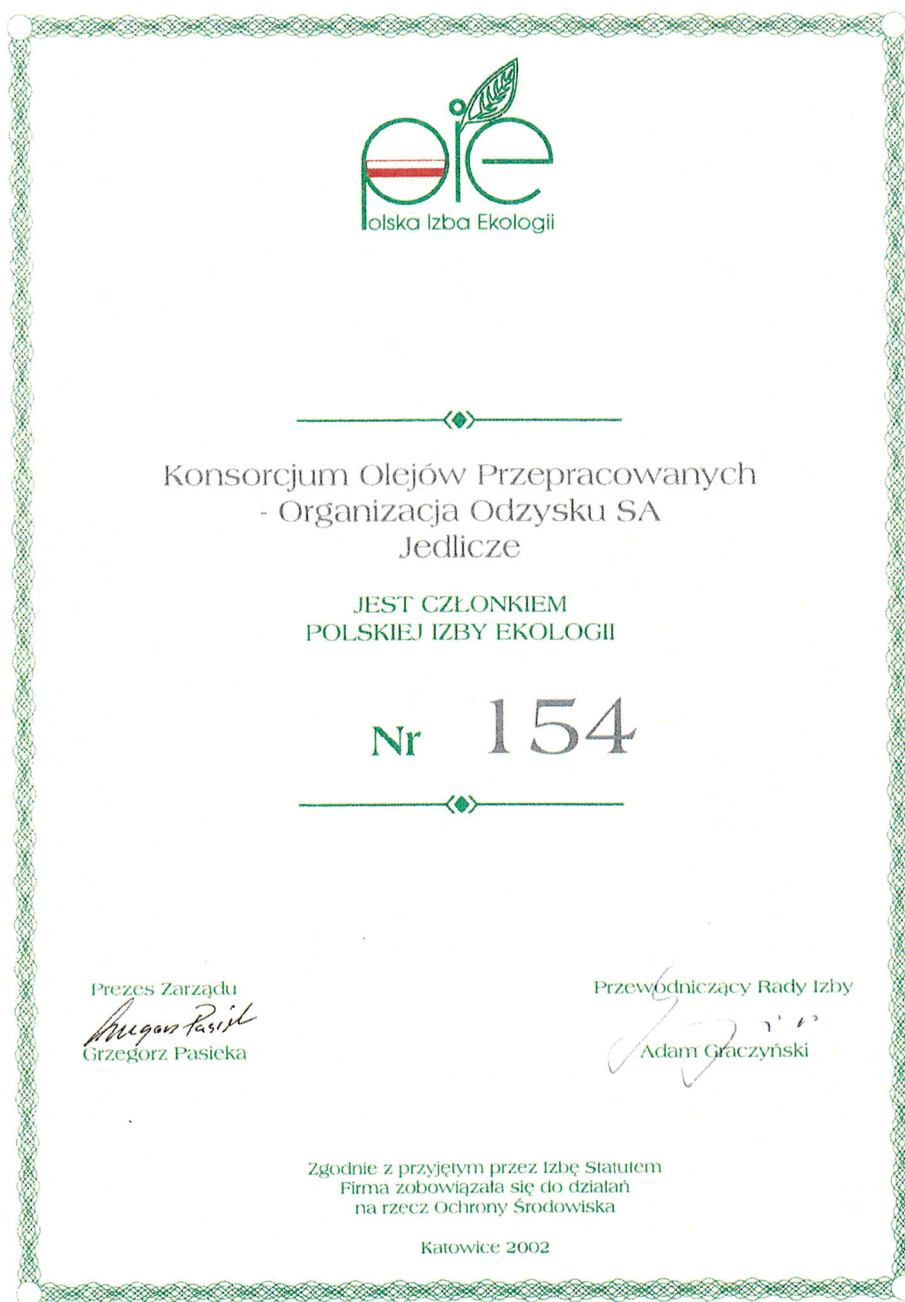 pie
Polska Izba Ekologii
Konsorcjum Olejów Przepracowanych
- Organizacja Odzysku SA
Jedlicze
JEST CZŁONKIEM
POLSKIEJ IZBY EKOLOGII
Nr 154
Prezes Zarządu
Grzegorz Pasieka
Przewodniczący Rady Izby
Adam Graczyński
Zgodnie z przyjętym przez Izbę Statutem
Firma zobowiązała się do działań
na rzecz Ochrony Środowiska
Katowice 2002